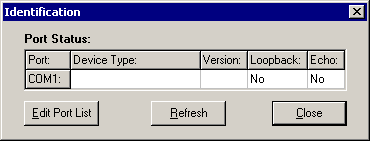 Identification
Port Status:
Port: Device Type: Version: Loopback: Echo:
COM1: No No
Edit Port List Refresh Close